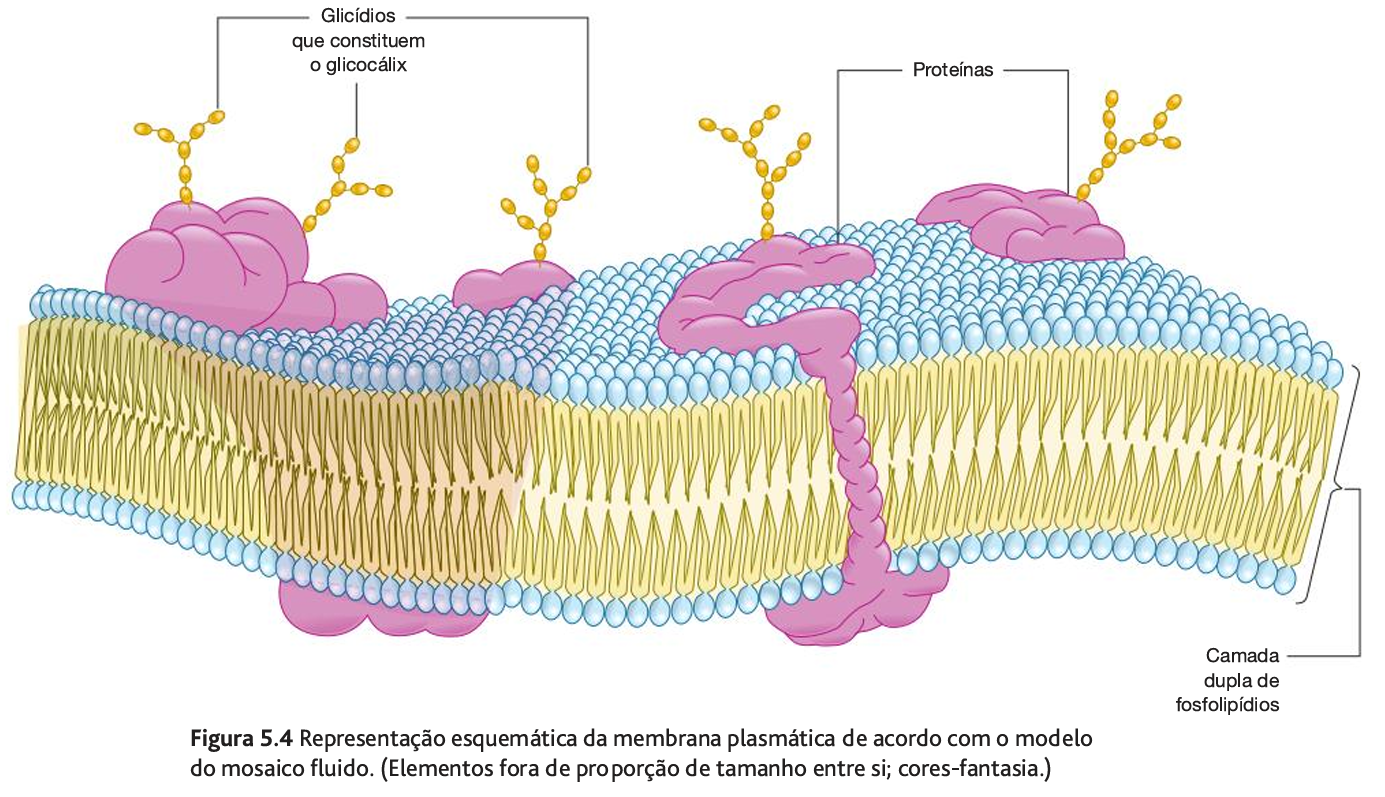 Glicídios
que constituem
o glicocálix
Proteínas
Camada
dupla de
fosfolipídios
Figura 5.4 Representação esquemática da membrana plasmática de acordo com o modelo
do mosaico fluido. (Elementos fora de proporção de tamanho entre si; cores-fantasia.)